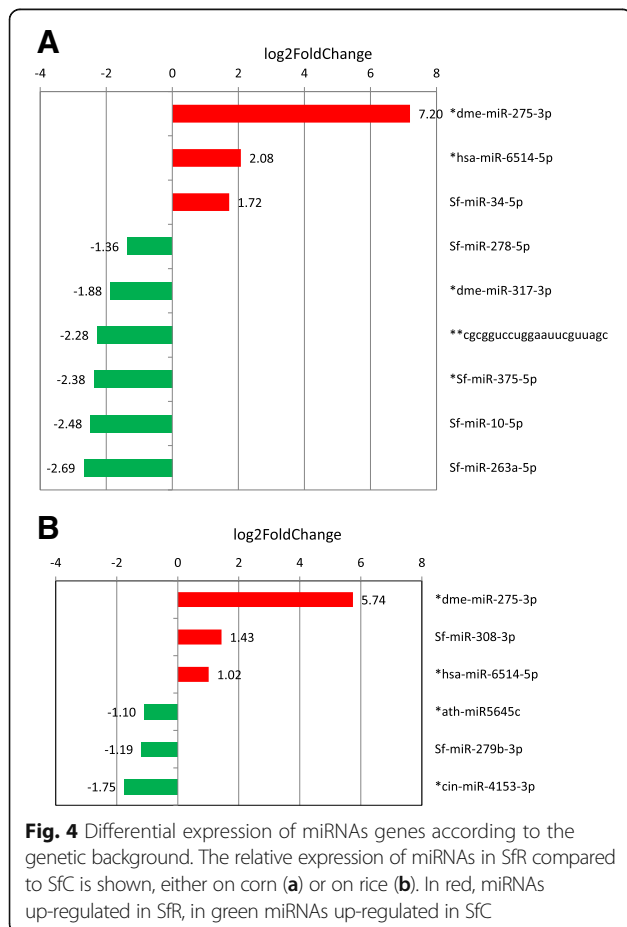 A
log2FoldChange
-4 -2 0 2 4 6 8
7.20 *dme-miR-275-3p
2.08 *hsa-miR-6514-5p
1.72 Sf-miR-34-5p
-1.36 Sf-miR-278-5p
-1.88 *dme-miR-317-3p
-2.28 **cgcgguccuggaauucguuagc
-2.38 *Sf-miR-375-5p
-2.48 Sf-miR-10-5p
-2.69 Sf-miR-263a-5p
B
log2FoldChange
-4 -2 0 2 4 6 8
5.74 *dme-miR-275-3p
1.43 Sf-miR-308-3p
1.02 *hsa-miR-6514-5p
-1.10 *ath-miR5645c
-1.19 Sf-miR-279b-3p
-1.75 *cin-miR-4153-3p
Fig. 4 Differential expression of miRNAs genes according to the
genetic background. The relative expression of miRNAs in SfR compared
to SfC is shown, either on corn (a) or on rice (b). In red, miRNAs
up-regulated in SfR, in green miRNAs up-regulated in SfC